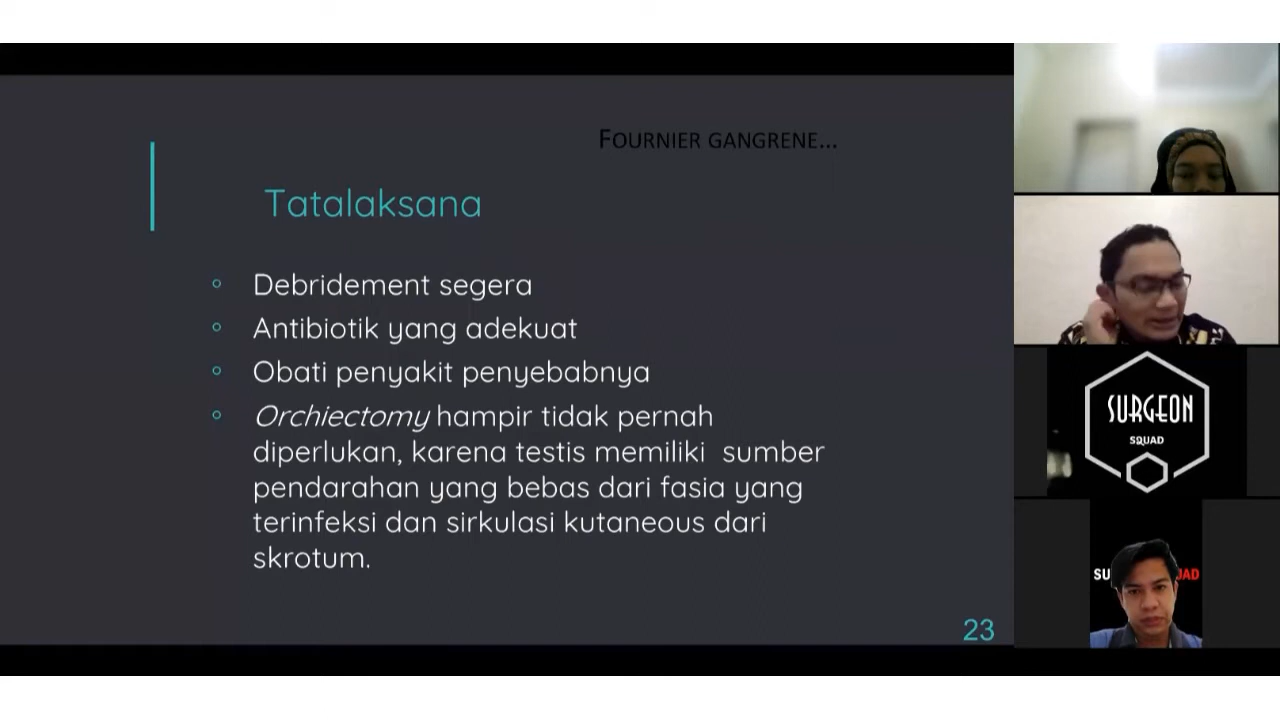 FOURNIER GANGRENE...
Tatalaksana
Debridement segera
Antibiotik yang adekuat
Obati penyakit penyebabnya
Orchiectomy hampir tidak pernah
diperlukan, karena testis memiliki sumber
pendarahan yang bebas dari fasia yang
terinfeksi dan sirkulasi kutaneous dari
skrotum.
23
SURGEON
SQUAD